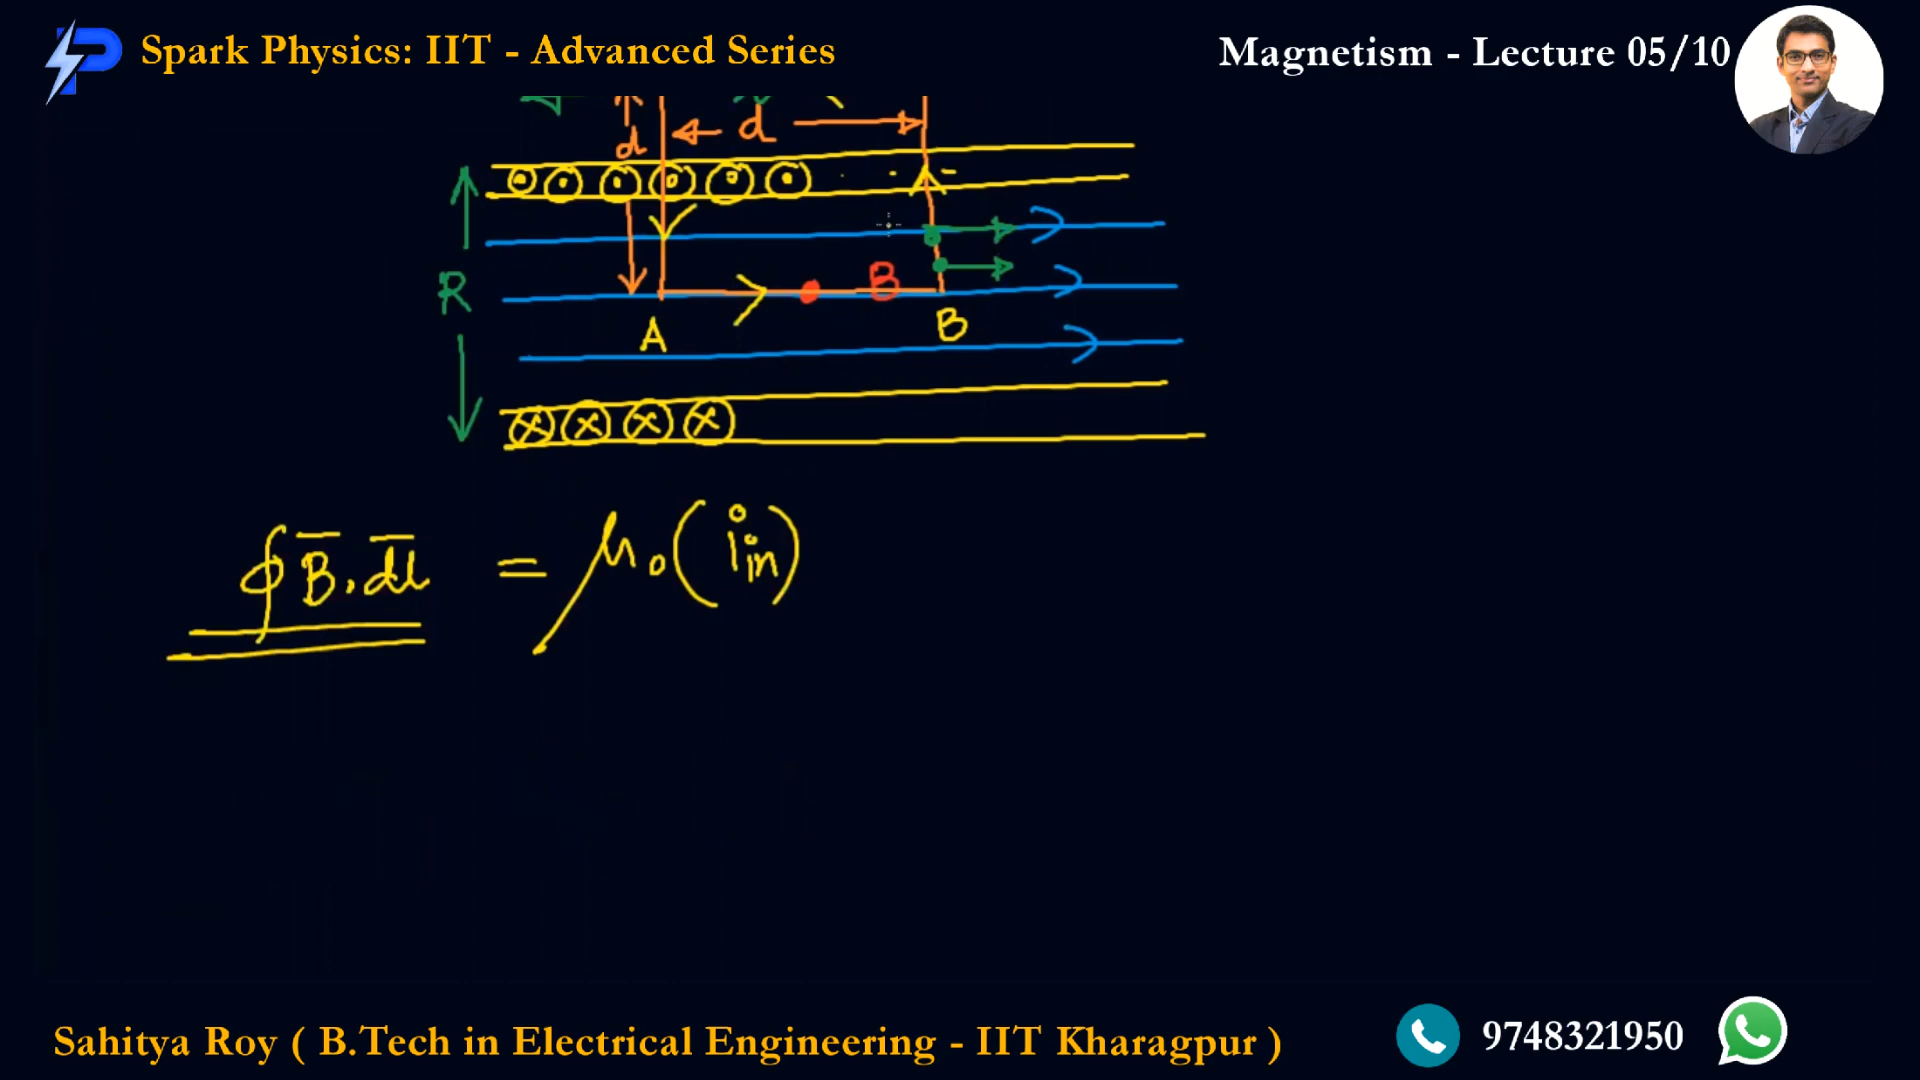 Spark Physics: IIT - Advanced Series
Magnetism - Lecture 05/10
d
d
R
B
A
B
∮B̅.d̅l̅ = μ₀(i_in)
Sahitya Roy ( B.Tech in Electrical Engineering - IIT Kharagpur )
9748321950